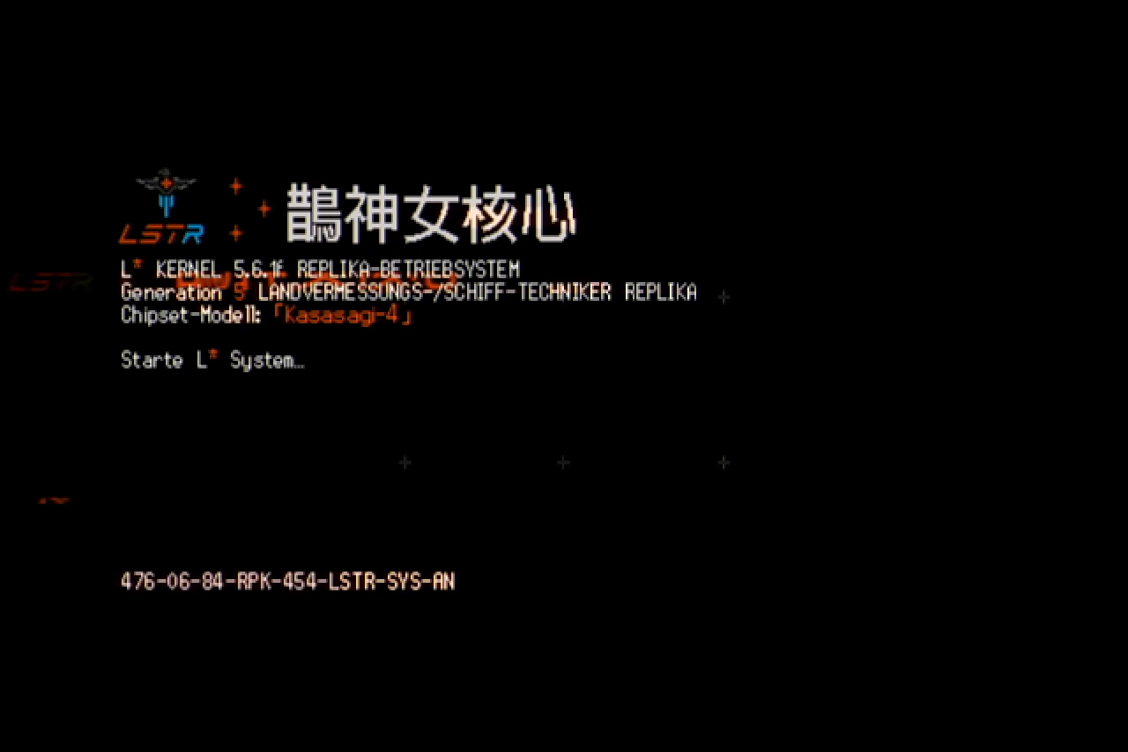 LSTR
鵲神女核心
L* KERNEL 5.6.1f REPLIKA-BETRIEBSYSTEM
LSTR
Generation 5 LANDVERMESSUNGS-/SCHIFF-TECHNIKER REPLIKA
Chipset-Modell:「Kasasagi-4」
Starte L* System…
476-06-84-RPK-454-LSTR-SYS-AN